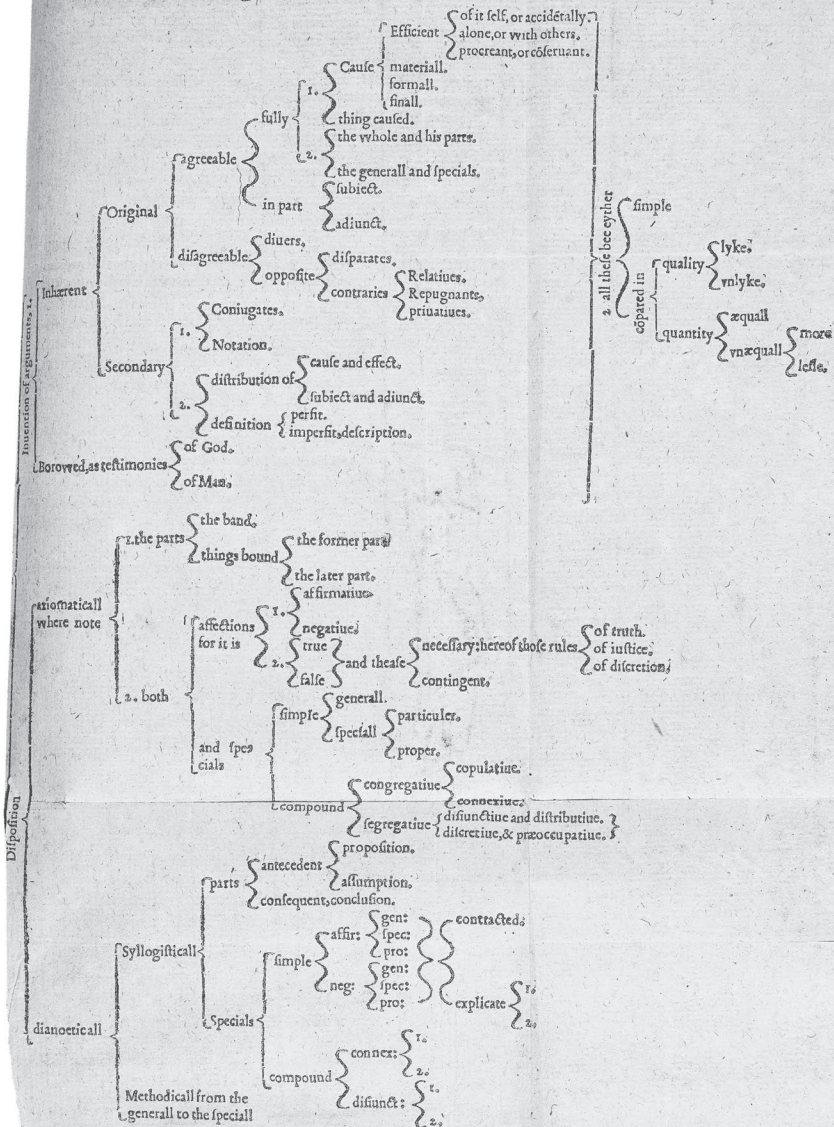 of it ſelf, or accidētally.
Efficient
alone, or with others.
procreant, or cōſeruant.
Cauſe
materiall.
formall.
finall.
1.
thing cauſed.
fully
the whole and his parts.
2.
the generall and ſpecials.
agreeable
in part
ſubiect.
adiunct.
Original
diſagreeable
diuers.
oppoſite
diſparates.
contraries
Relatiues.
Repugnants,
priuatiues.
Inhærent
Inuention of arguments, 1.
Secondary
1.
Coniugates.
Notation.
2.
diſtribution of
cauſe and effect,
ſubiect and adiunct,
definition
perfit.
imperfit, deſcription.
Borowed, as teſtimonies
of God.
of Man.
2 all theſe bee eyther
ſimple
cōpared in
quality
lyke.
vnlyke.
quantity
æquall
vnæquall
more
leſſe.
Diſpoſition
axiomaticall
where note
1. the parts
the band.
things bound
the former part
the later part.
2. both
affections
for it is
1.
affirmatiue
negatiue.
2.
true
falſe
and theaſe
neceſſary: hereof thoſe rules
of truth.
of iuſtice,
of diſcretion,
contingent.
and ſpe
cials
ſimple
generall.
ſpeciall
particuler.
proper.
compound
congregatiue
copulatiue.
connexiue.
ſegregatiue
diſiunctiue and diſtributiue.
diſcretiue, & præoccupatiue.
dianoeticall
Syllogiſticall
parts
antecedent
propoſition.
aſſumption.
conſequent, concluſion.
Specials
ſimple
affir:
gen:
ſpec:
pro:
neg:
gen:
ſpec:
pro:
contracted.
explicate
1.
2.
compound
connex:
1.
2.
diſiunct:
1.
2.
Methodicall from the
generall to the ſpeciall